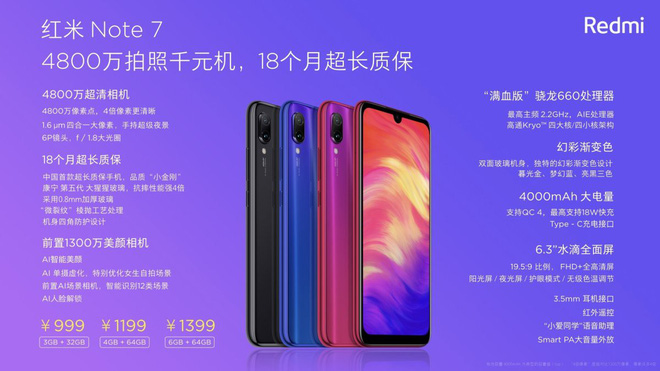 Redmi
红米 Note 7
4800万拍照千元机，18个月超长质保
4800万超清相机
4800万像素点，4倍像素更清晰
1.6 μm 四合一大像素，手持超级夜景
6P镜头，f / 1.8大光圈
18个月超长质保
中国首款超长质保手机，品质“小金刚”
康宁 第五代 大猩猩玻璃，抗摔性能强4倍
采用0.8mm加厚玻璃
“微裂纹”棱抛工艺处理
机身四角防护设计
前置1300万美颜相机
AI智能美颜
AI 单摄虚化，特别优化女生自拍场景
前置AI场景相机，智能识别12类场景
AI人脸解锁
¥999 ¥1199 ¥1399
3GB + 32GB 4GB + 64GB 6GB + 64GB
“满血版”骁龙660处理器
最高主频 2.2GHz，AIE处理器
高通Kryo™ 四大核/四小核架构
幻彩渐变色
双面玻璃机身，独特的幻彩渐变色设计
暮光金、梦幻蓝、亮黑三色
4000mAh 大电量
支持QC 4，最高支持18W快充
Type - C充电接口
6.3”水滴全面屏
19.5:9 比例，FHD+全高清屏
阳光屏 / 夜光屏 / 护眼模式 / 无级色温调节
3.5mm 耳机接口
红外遥控
“小爱同学”语音助理
Smart PA大音量外放